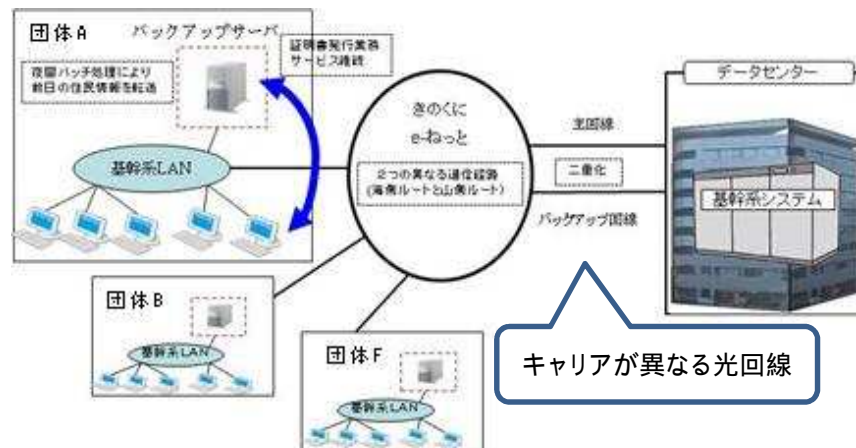 団体A
バックアップサーバ
証明書発行業務
サービス継続
夜間バッチ処理により
前日の住民情報を転送
基幹系LAN
きのくに
e-ねっと
2つの異なる通信経路
(海側ルートと山側ルート)
主回線
二重化
バックアップ回線
データセンター
基幹系システム
団体B
基幹系LAN
団体F
基幹系LAN
キャリアが異なる光回線